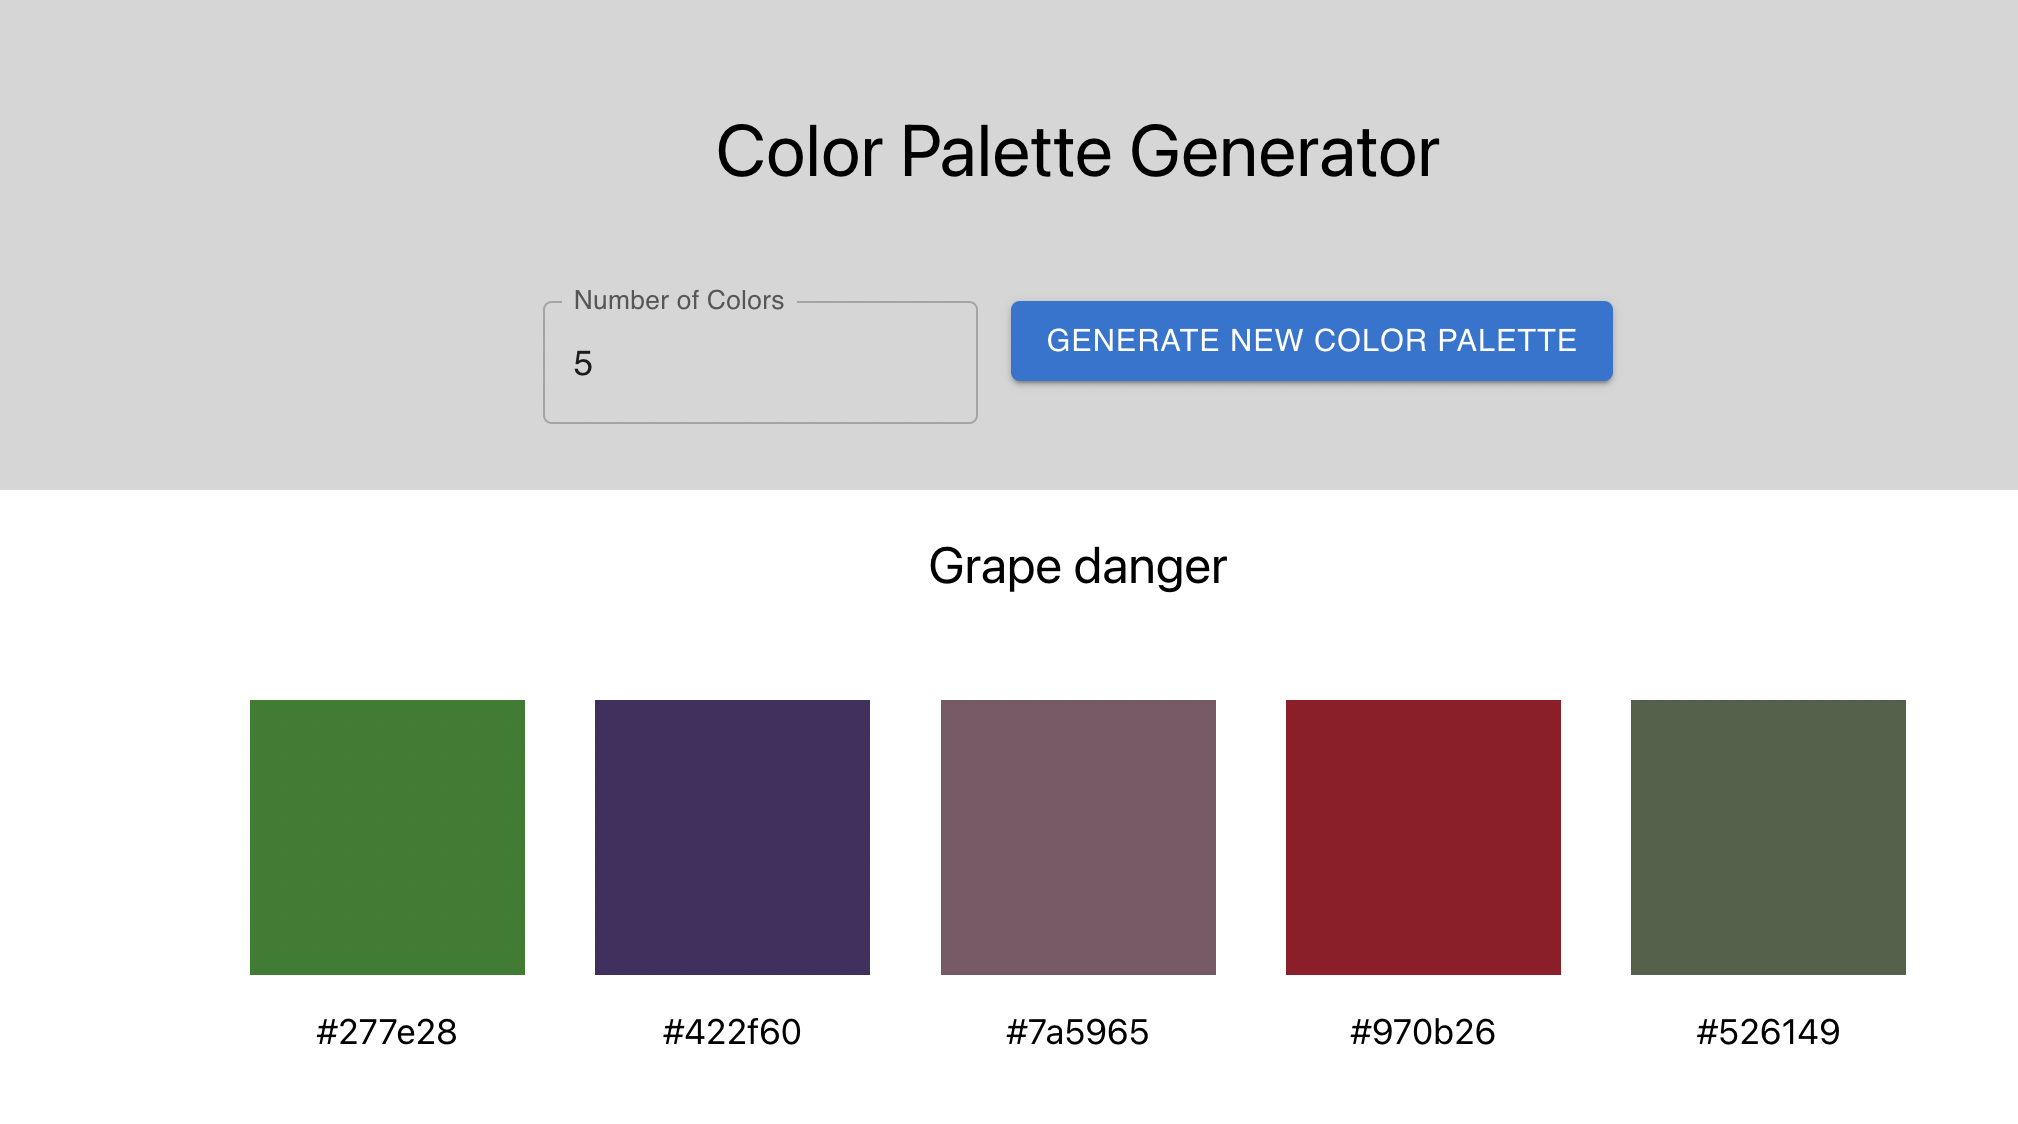 Color Palette Generator
Number of Colors
5
GENERATE NEW COLOR PALETTE
Grape danger
#277e28
#422f60
#7a5965
#970b26
#526149